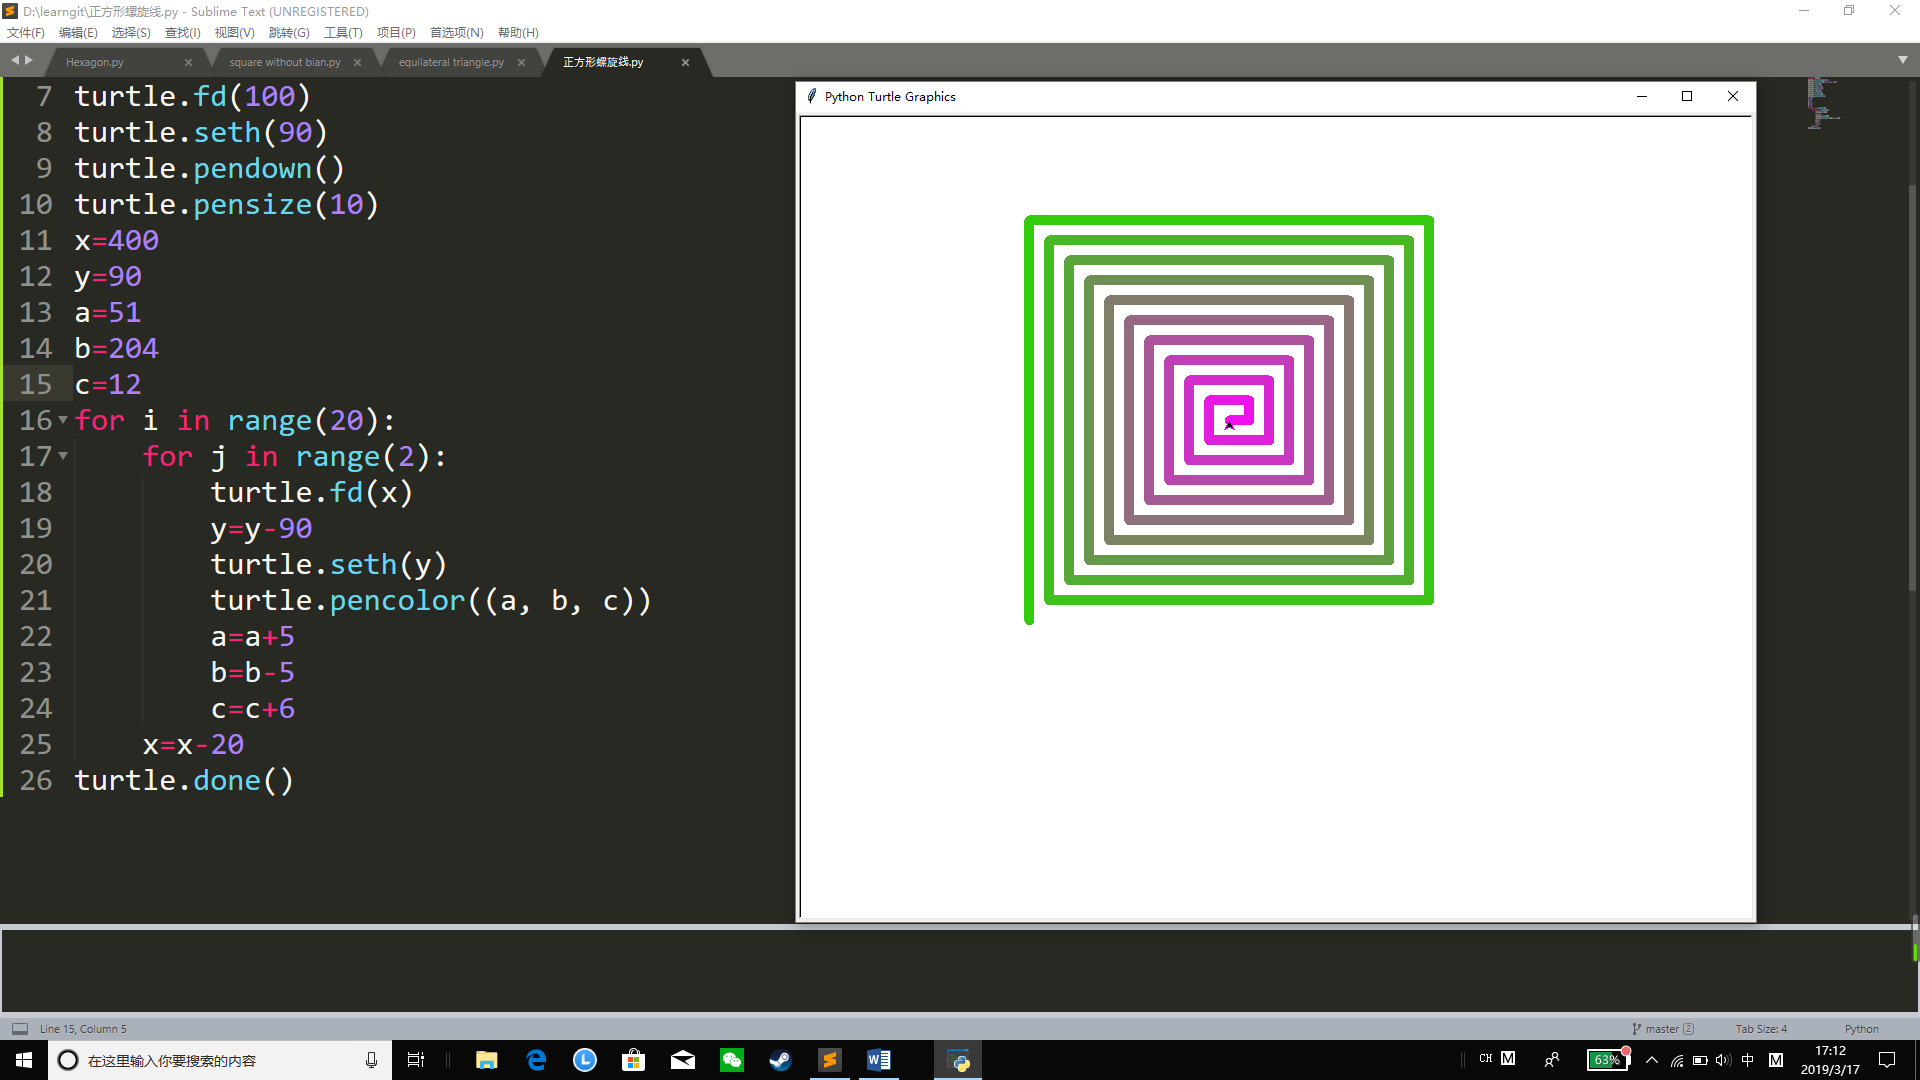 D:\learngit\正方形螺旋线.py - Sublime Text (UNREGISTERED)
文件(F) 编辑(E) 选择(S) 查找(I) 视图(V) 跳转(G) 工具(T) 项目(P) 首选项(N) 帮助(H)
Hexagon.py square without bian.py equilateral triangle.py 正方形螺旋线.py
7 turtle.fd(100)
8 turtle.seth(90)
9 turtle.pendown()
10 turtle.pensize(10)
11 x=400
12 y=90
13 a=51
14 b=204
15 c=12
16 for i in range(20):
17 for j in range(2):
18 turtle.fd(x)
19 y=y-90
20 turtle.seth(y)
21 turtle.pencolor((a, b, c))
22 a=a+5
23 b=b-5
24 c=c+6
25 x=x-20
26 turtle.done()
Python Turtle Graphics
Line 15, Column 5
master 2
Tab Size: 4
Python
在这里输入你要搜索的内容
CH M
63%
中 M
17:12
2019/3/17